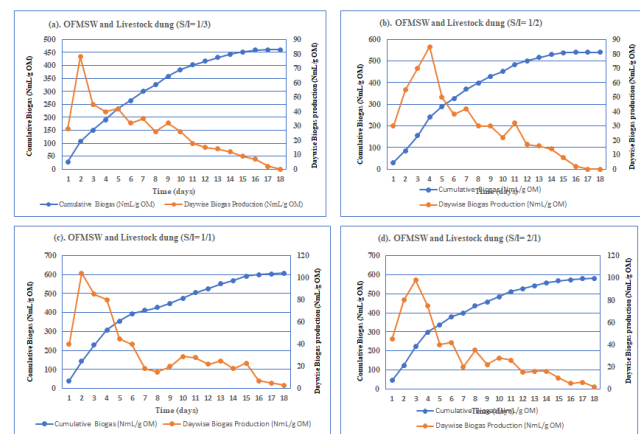 (a). OFMSW and Livestock dung (S/I= 1/3)
Cumulative Biogas (NmL/g OM)
500
450
400
350
300
250
200
150
100
50
0
90
80
70
60
50
40
30
20
10
0
Daywise Biogas production (NmL/g OM)
1 2 3 4 5 6 7 8 9 10 11 12 13 14 15 16 17 18
Time (days)
Cumulative Biogas (NmL/g OM) Daywise Biogas Production (NmL/g OM)
(b). OFMSW and Livestock dung (S/I= 1/2)
Cumulative Biogas (NmL/g OM)
600
500
400
300
200
100
0
90
80
70
60
50
40
30
20
10
0
Daywise Biogas production (NmL/g OM)
1 2 3 4 5 6 7 8 9 10 11 12 13 14 15 16 17 18
Time (days)
Cumulative Biogas (NmL/g OM)
Daywise Biogas Production (NmL/g OM)
(c). OFMSW and Livestock dung (S/I= 1/1)
Cumulative Biogas (NmL/g OM)
700
600
500
400
300
200
100
0
120
100
80
60
40
20
0
Daywise Biogas production (NmL/g OM)
1 2 3 4 5 6 7 8 9 10 11 12 13 14 15 16 17 18
Time (days)
Cumulative Biogas (NmL/g OM) Daywise Biogas Production (NmL/g OM)
(d). OFMSW and Livestock dung (S/I= 2/1)
Cumulative Biogas (NmL/g OM)
700
600
500
400
300
200
100
0
120
100
80
60
40
20
0
Daywise Biogas production (NmL/g OM)
1 2 3 4 5 6 7 8 9 10 11 12 13 14 15 16 17 18
Time (days)
Cumulative Biogas (NmL/g OM)
Daywise Biogas Production (NmL/g OM)